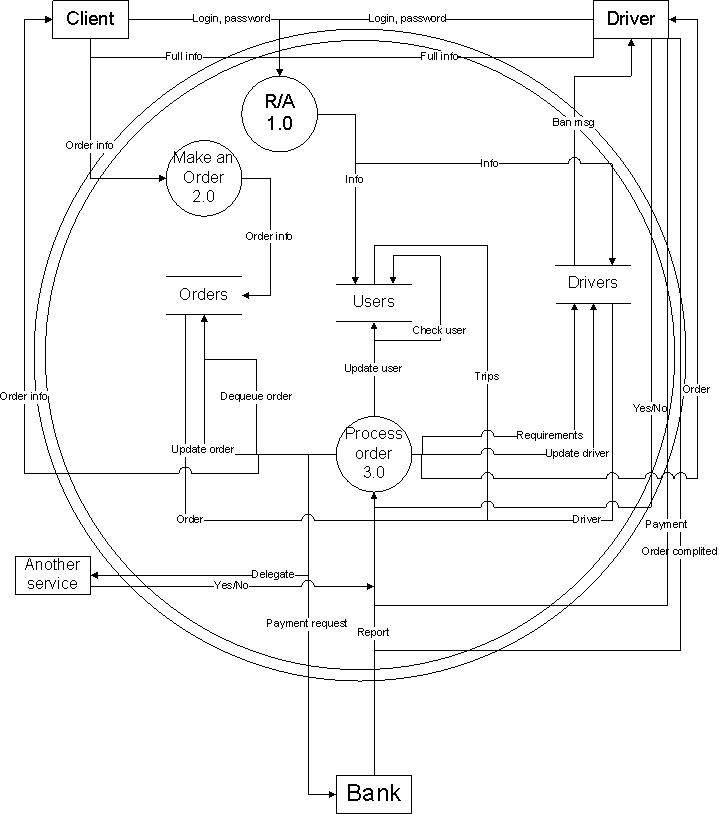 Client
Login, password
Login, password
Driver
Full info
Full info
R/A
1.0
Ban msg
Order info
Make an
Order
2.0
Info
Info
Order info
Orders
Users
Drivers
Check user
Update user
Trips
Order info
Dequeue order
Order
Yes/No
Update order
Process
order
3.0
Requirements
Update driver
Order
Driver
Payment
Order complited
Another
service
Delegate
Yes/No
Payment request
Report
Bank